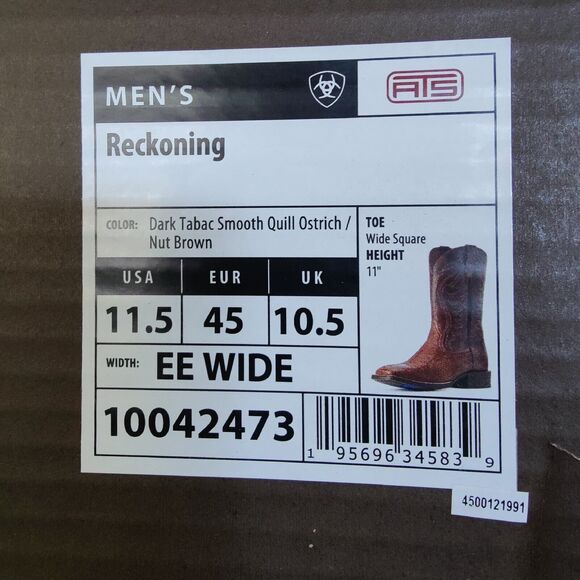 MEN'S
ATS
Reckoning
COLOR: Dark Tabac Smooth Quill Ostrich /
Nut Brown
TOE
Wide Square
HEIGHT
11"
USA EUR UK
11.5 45 10.5
WIDTH: EE WIDE
10042473
1 95696 34583 9
4500121991